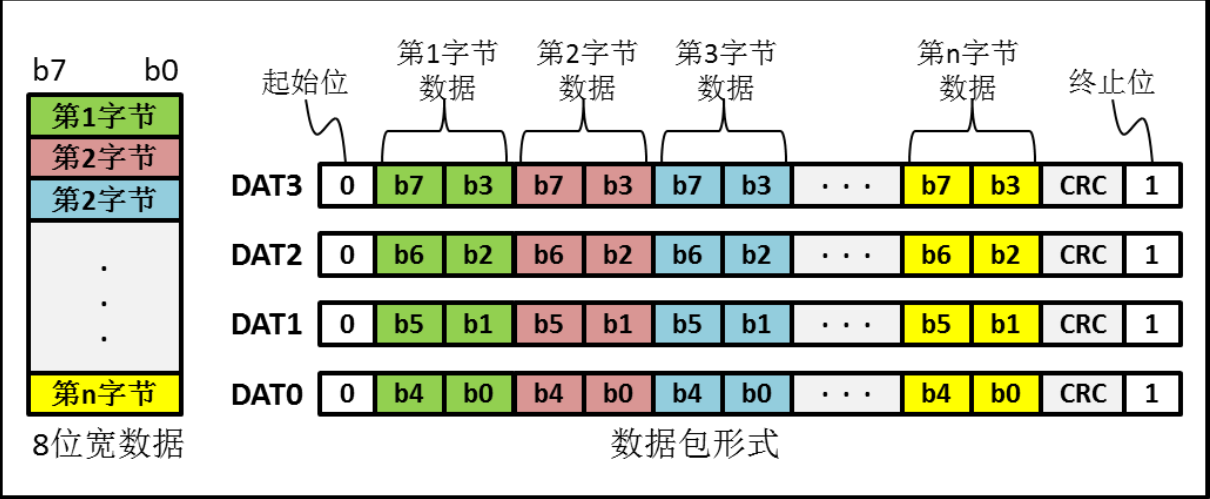 b7 b0
第1字节
第2字节
第2字节
.
.
.
第n字节
8位宽数据
起始位
第1字节
数据
第2字节
数据
第3字节
数据
第n字节
数据
终止位
DAT3 0 b7 b3 b7 b3 b7 b3 · · · b7 b3 CRC 1
DAT2 0 b6 b2 b6 b2 b6 b2 · · · b6 b2 CRC 1
DAT1 0 b5 b1 b5 b1 b5 b1 · · · b5 b1 CRC 1
DAT0 0 b4 b0 b4 b0 b4 b0 · · · b4 b0 CRC 1
数据包形式